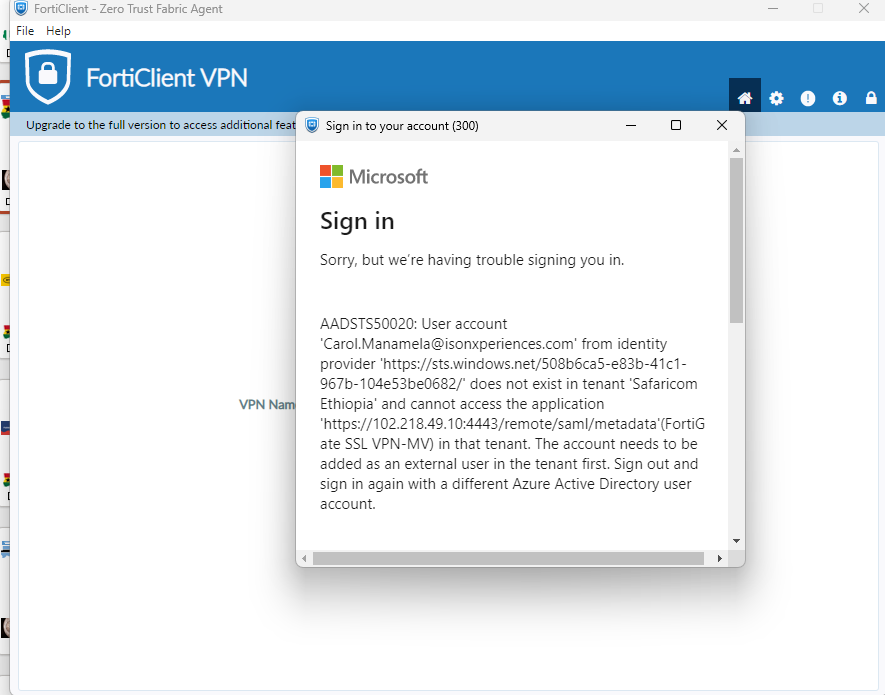 FortiClient - Zero Trust Fabric Agent
File Help
FortiClient VPN
Upgrade to the full version to access additional feat
Sign in to your account (300)
Microsoft
Sign in
Sorry, but we're having trouble signing you in.
AADSTS50020: User account
'Carol.Manamela@isonxperiences.com' from identity
provider 'https://sts.windows.net/508b6ca5-e83b-41c1-
967b-104e53be0682/' does not exist in tenant 'Safaricom
Ethiopia' and cannot access the application
'https://102.218.49.10:4443/remote/saml/metadata'(FortiG
ate SSL VPN-MV) in that tenant. The account needs to be
added as an external user in the tenant first. Sign out and
sign in again with a different Azure Active Directory user
account.
VPN Nam